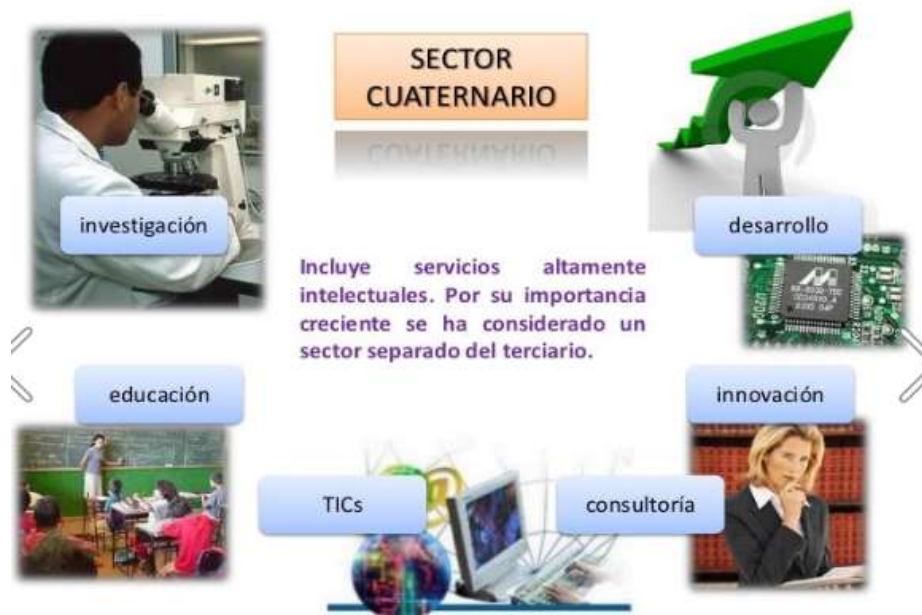 SECTOR
CUATERNARIO
investigación
desarrollo
Incluye servicios altamente
intelectuales. Por su importancia
creciente se ha considerado un
sector separado del terciario.
educación
innovación
TICs
consultoría